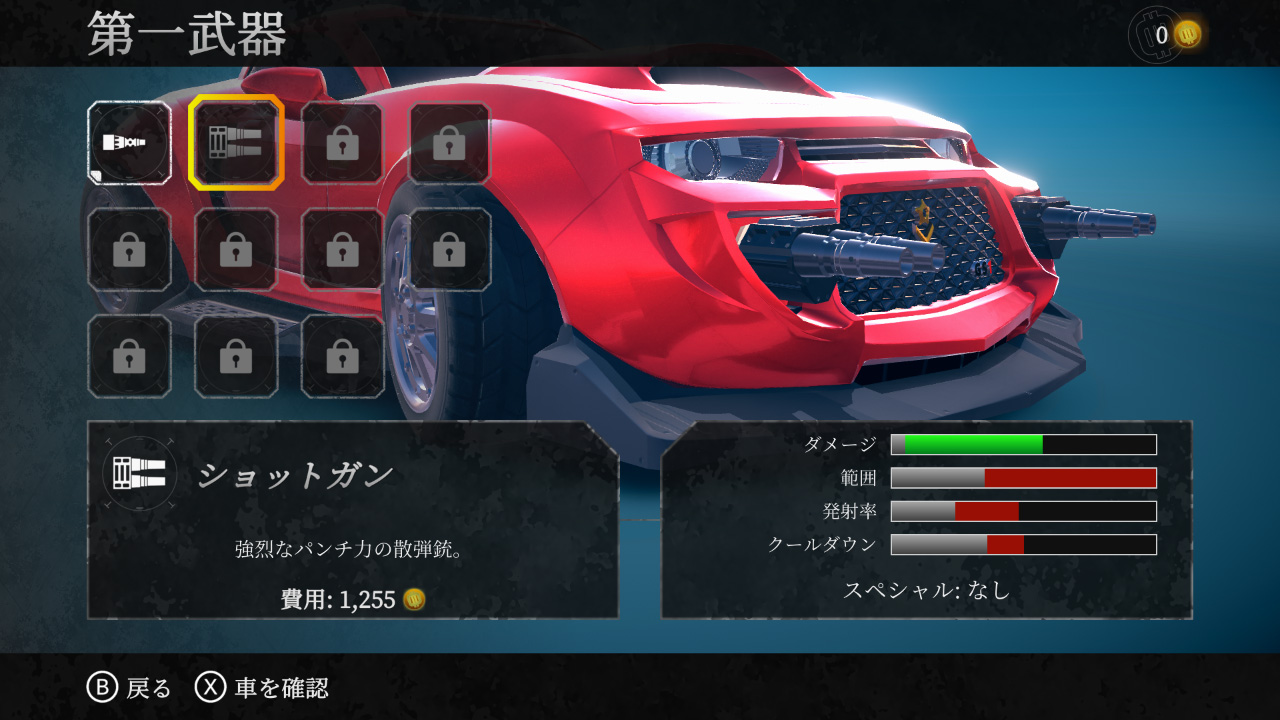 第一武器
0
ショットガン
強烈なパンチ力の散弾銃。
費用: 1,255
ダメージ
範囲
発射率
クールダウン
スペシャル: なし
B 戻る X 車を確認